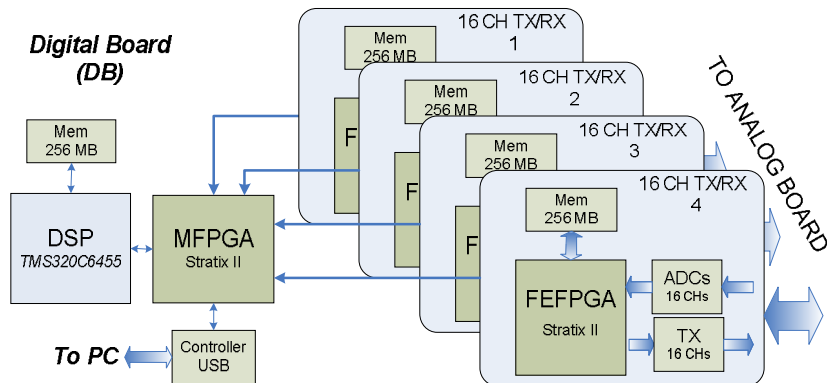 Digital Board
(DB)
16 CH TX/RX
1
Mem
256 MB
F
16 CH TX/RX
2
Mem
256 MB
F
16 CH TX/RX
3
Mem
256 MB
F
16 CH TX/RX
4
Mem
256 MB
FEFPGA
Stratix II
ADCs
16 CHs
TX
16 CHs
TO ANALOG BOARD
Mem
256 MB
DSP
TMS320C6455
MFPGA
Stratix II
Controller
USB
To PC